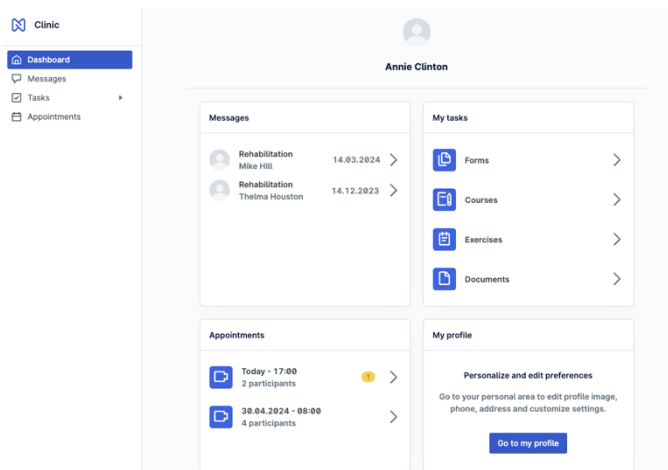 Clinic
Dashboard
Messages
Tasks
Appointments
Annie Clinton
Messages
Rehabilitation
Mike Hill
14.03.2024
Rehabilitation
Thelma Houston
14.12.2023
My tasks
Forms
Courses
Exercises
Documents
Appointments
Today - 17:00
2 participants
1
30.04.2024 - 08:00
4 participants
My profile
Personalize and edit preferences
Go to your personal area to edit profile image,
phone, address and customize settings.
Go to my profile